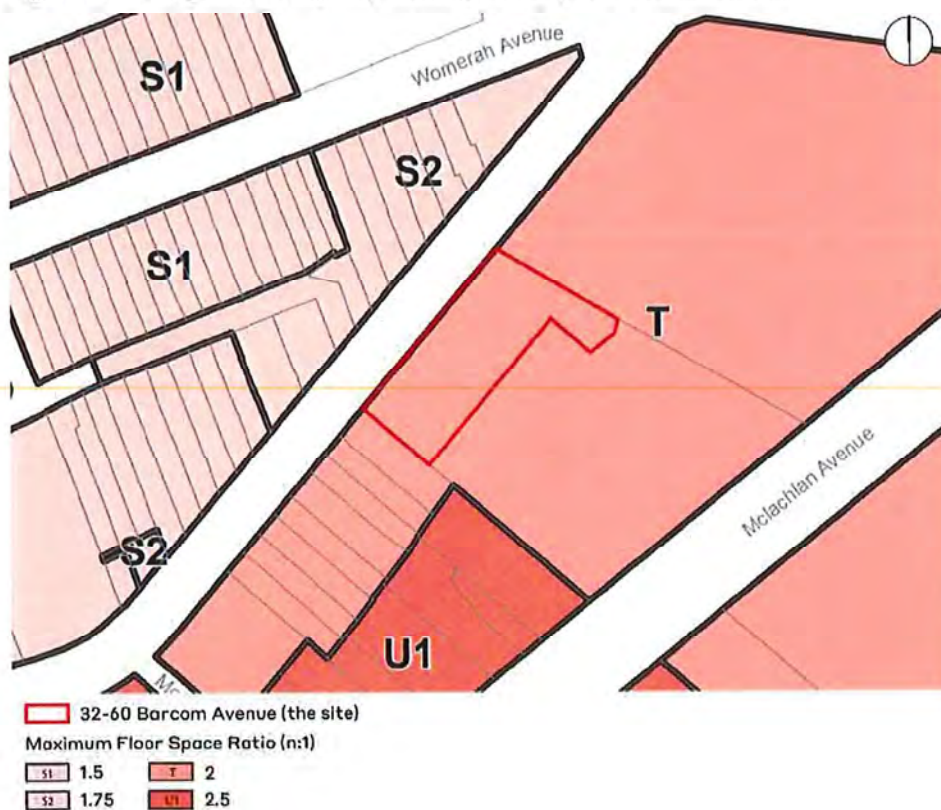 S1
Womerah Avenue
S2
S1
T
Mclachlan Avenue
S2
U1
Mc
32-60 Barcom Avenue (the site)
Maximum Floor Space Ratio (n:1)
S1 1.5 T 2
S2 1.75 U1 2.5